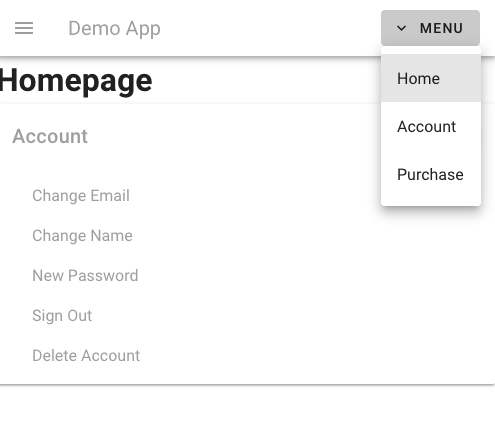 Demo App
MENU
Homepage
Home
Account
Account
Purchase
Change Email
Change Name
New Password
Sign Out
Delete Account